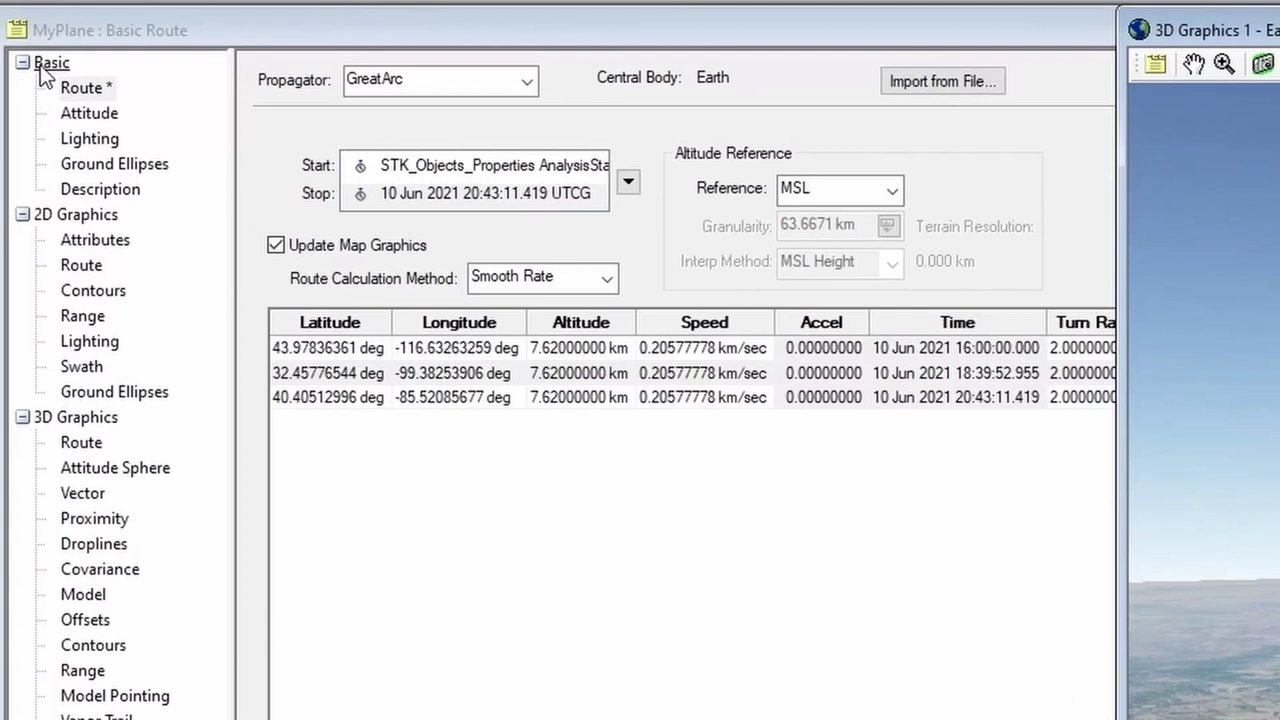 MyPlane : Basic Route
3D Graphics 1 - Ea
Basic
Route *
Attitude
Lighting
Ground Ellipses
Description
2D Graphics
Attributes
Route
Contours
Range
Lighting
Swath
Ground Ellipses
3D Graphics
Route
Attitude Sphere
Vector
Proximity
Droplines
Covariance
Model
Offsets
Contours
Range
Model Pointing
Vapor Trail
Propagator: GreatArc Central Body: Earth Import from File...
Start: STK_Objects_Properties AnalysisSta
Stop: 10 Jun 2021 20:43:11.419 UTCG
Update Map Graphics
Route Calculation Method: Smooth Rate
Altitude Reference
Reference: MSL
Granularity: 63.6671 km Terrain Resolution:
Interp Method: MSL Height 0.000 km
Latitude Longitude Altitude Speed Accel Time Turn Ra
43.97836361 deg -116.63263259 deg 7.62000000 km 0.20577778 km/sec 0.00000000 10 Jun 2021 16:00:00.000 2.0000000
32.45776544 deg -99.38253906 deg 7.62000000 km 0.20577778 km/sec 0.00000000 10 Jun 2021 18:39:52.955 2.0000000
40.40512996 deg -85.52085677 deg 7.62000000 km 0.20577778 km/sec 0.00000000 10 Jun 2021 20:43:11.419 2.0000000